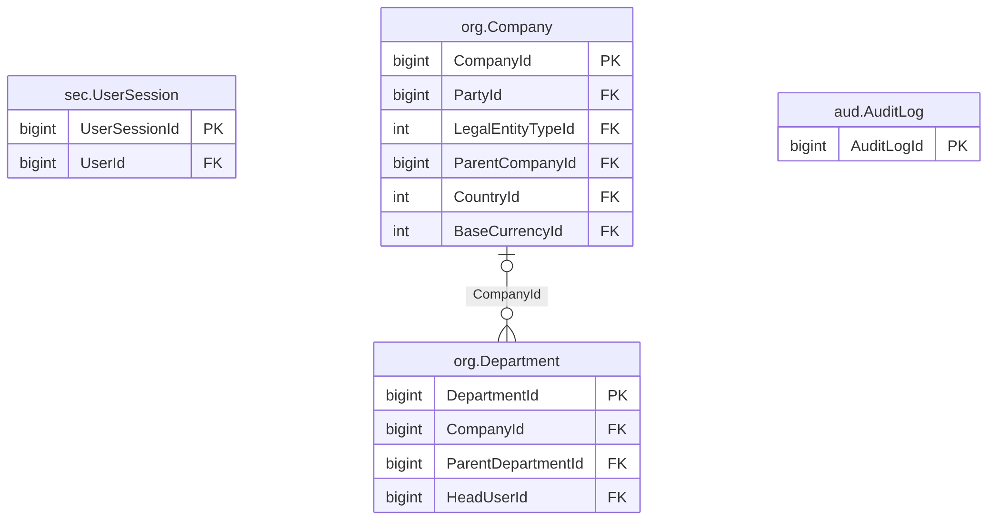 sec.UserSession
bigint UserSessionId PK
bigint UserId FK
org.Company
bigint CompanyId PK
bigint PartyId FK
int LegalEntityTypeId FK
bigint ParentCompanyId FK
int CountryId FK
int BaseCurrencyId FK
aud.AuditLog
bigint AuditLogId PK
CompanyId
org.Department
bigint DepartmentId PK
bigint CompanyId FK
bigint ParentDepartmentId FK
bigint HeadUserId FK